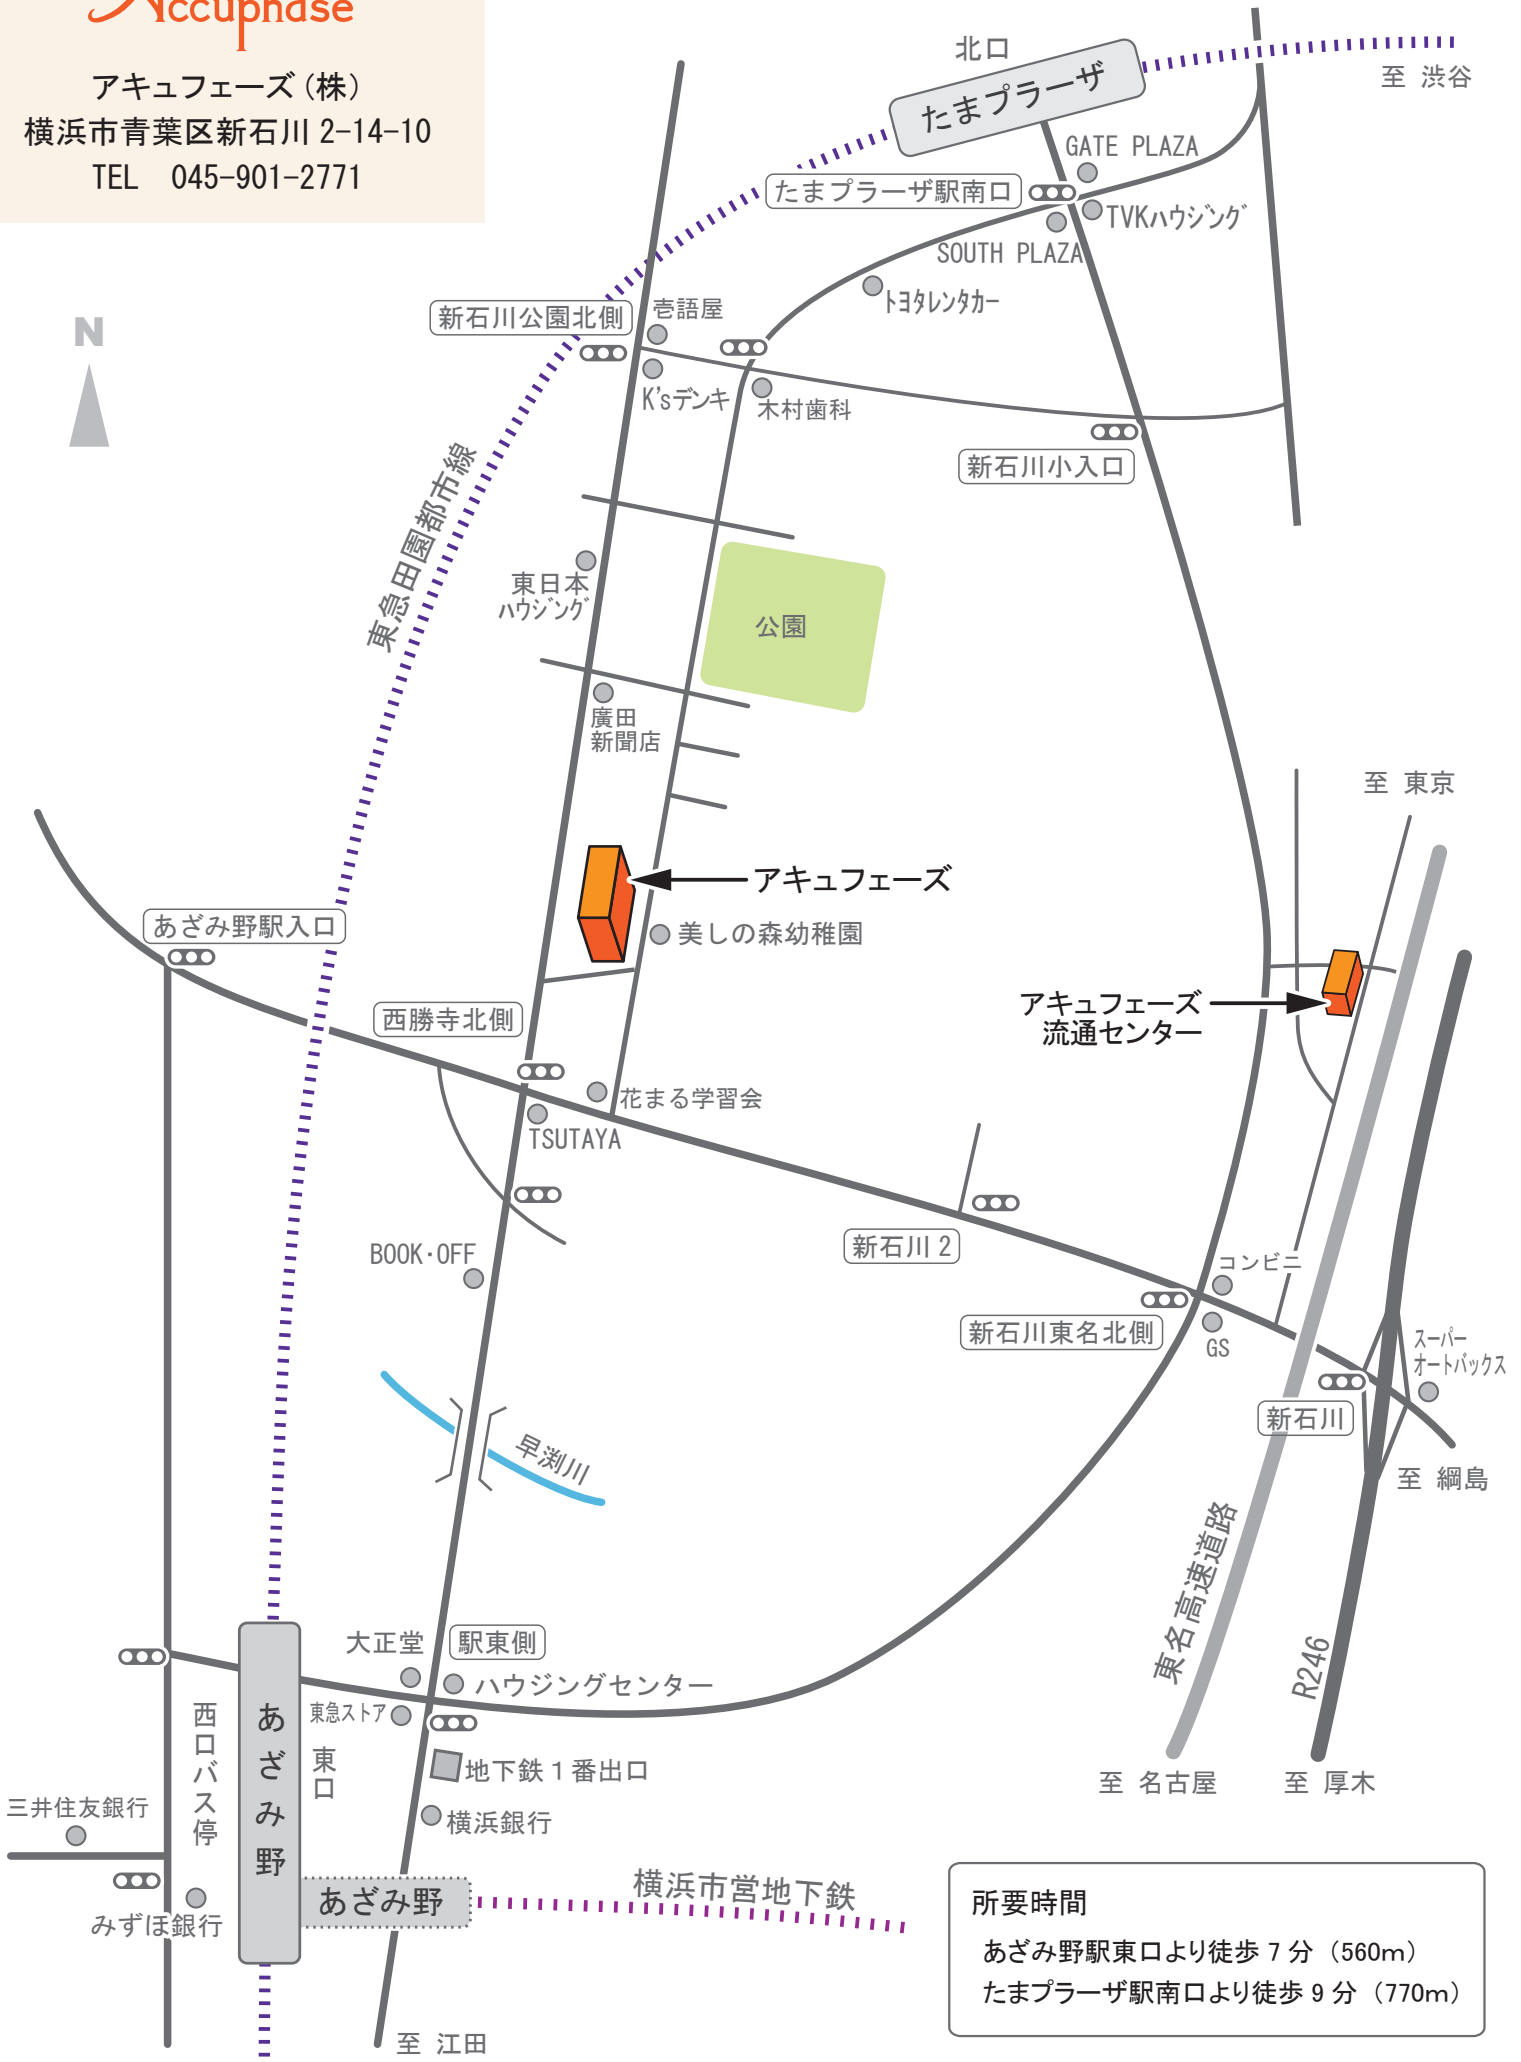 Accuphase
アキュフェーズ（株）
横浜市青葉区新石川 2-14-10
TEL 045-901-2771
北口
たまプラーザ
至 渋谷
GATE PLAZA
たまプラーザ駅南口
TVKハウジング
SOUTH PLAZA
トヨタレンタカー
新石川公園北側
壱語屋
N
K'sデンキ
木村歯科
新石川小入口
東急田園都市線
東日本
ハウジング
公園
廣田
新聞店
至 東京
アキュフェーズ
あざみ野駅入口
美しの森幼稚園
アキュフェーズ
流通センター
西勝寺北側
花まる学習会
TSUTAYA
BOOK・OFF
新石川 2
コンビニ
新石川東名北側
GS
スーパー
オートバックス
新石川
早渕川
至 綱島
東名高速道路
大正堂
駅東側
R246
ハウジングセンター
東急ストア
西口バス停
あざみ野
東口
地下鉄 1 番出口
至 名古屋
至 厚木
三井住友銀行
横浜銀行
横浜市営地下鉄
あざみ野
みずほ銀行
所要時間
あざみ野駅東口より徒歩 7 分（560m）
たまプラーザ駅南口より徒歩 9 分（770m）
至 江田